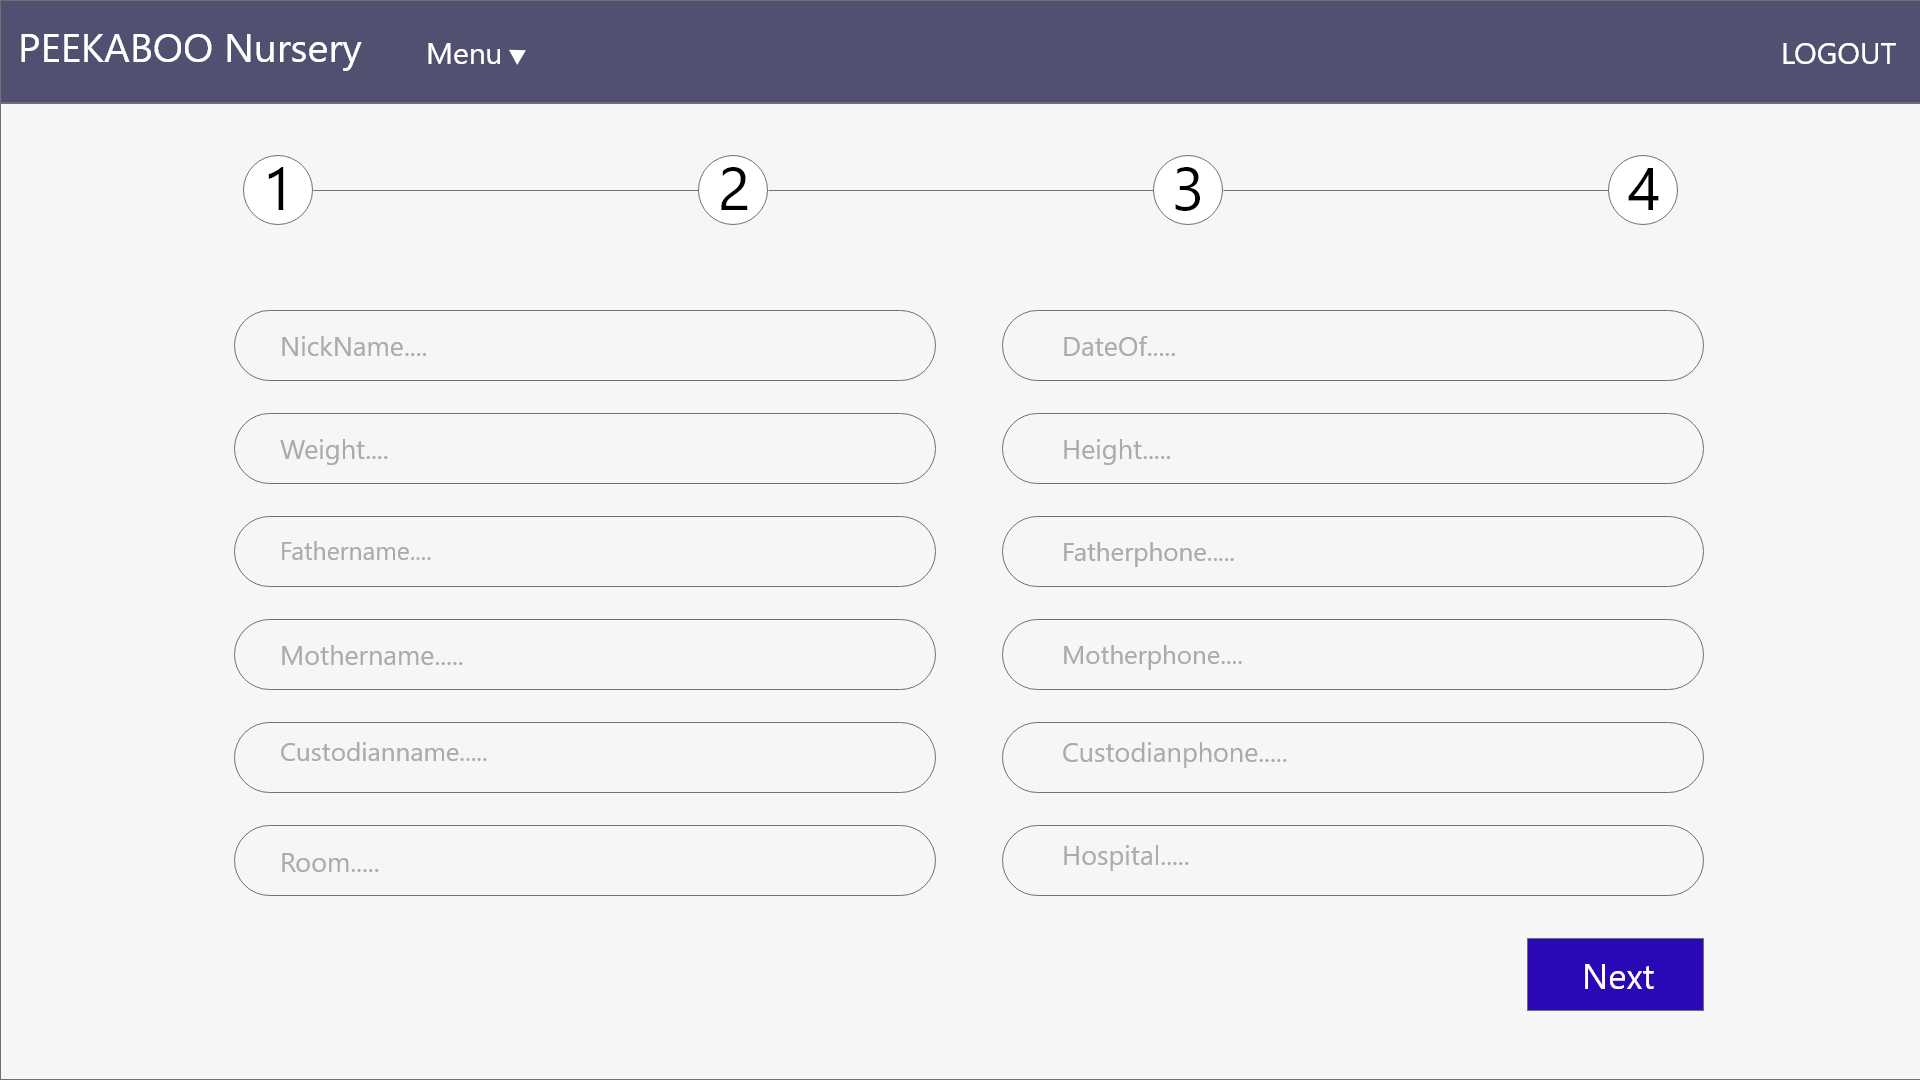 PEEKABOO Nursery Menu ▼ LOGOUT
1 2 3 4
NickName.... DateOf.....
Weight.... Height.....
Fathername.... Fatherphone.....
Mothername..... Motherphone....
Custodianname..... Custodianphone.....
Room..... Hospital.....
Next